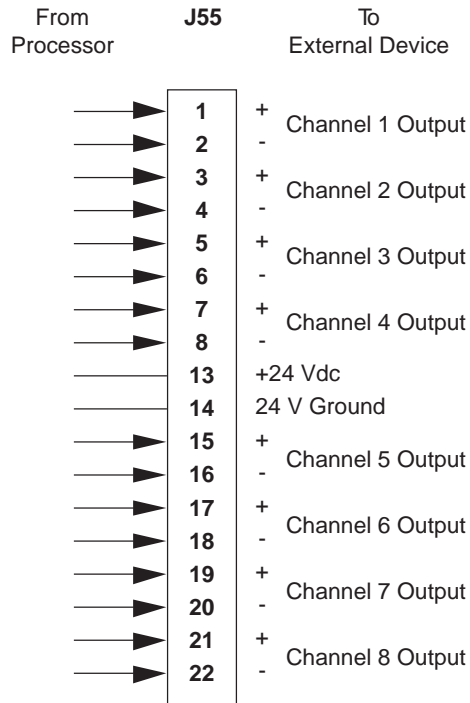 From Processor J55 To External Device
1 +
Channel 1 Output
2 -
3 +
Channel 2 Output
4 -
5 +
Channel 3 Output
6 -
7 +
Channel 4 Output
8 -
13 +24 Vdc
14 24 V Ground
15 +
Channel 5 Output
16 -
17 +
Channel 6 Output
18 -
19 +
Channel 7 Output
20 -
21 +
Channel 8 Output
22 -